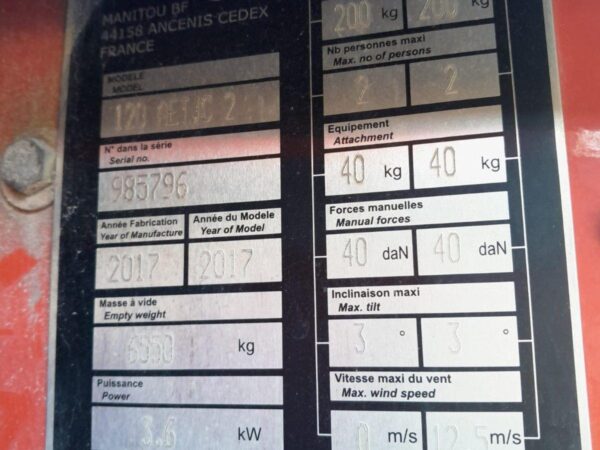 MANITOU BF
44158 ANCENIS CEDEX
FRANCE
MODELE
MODEL
N° dans la série
Serial no.
985796
Année Fabrication
Year of Manufacture
Année du Modele
Year of Model
2017
2017
Masse à vide
Empty weight
kg
Puissance
Power
3.6 kW
200 kg
200 kg
Nb personnes maxi
Max. no of persons
2
2
Equipement
Attachment
40 kg
40 kg
Forces manuelles
Manual forces
40 daN
40 daN
Inclinaison maxi
Max. tilt
3 °
3 °
Vitesse maxi du vent
Max. wind speed
0 m/s
12.5 m/s